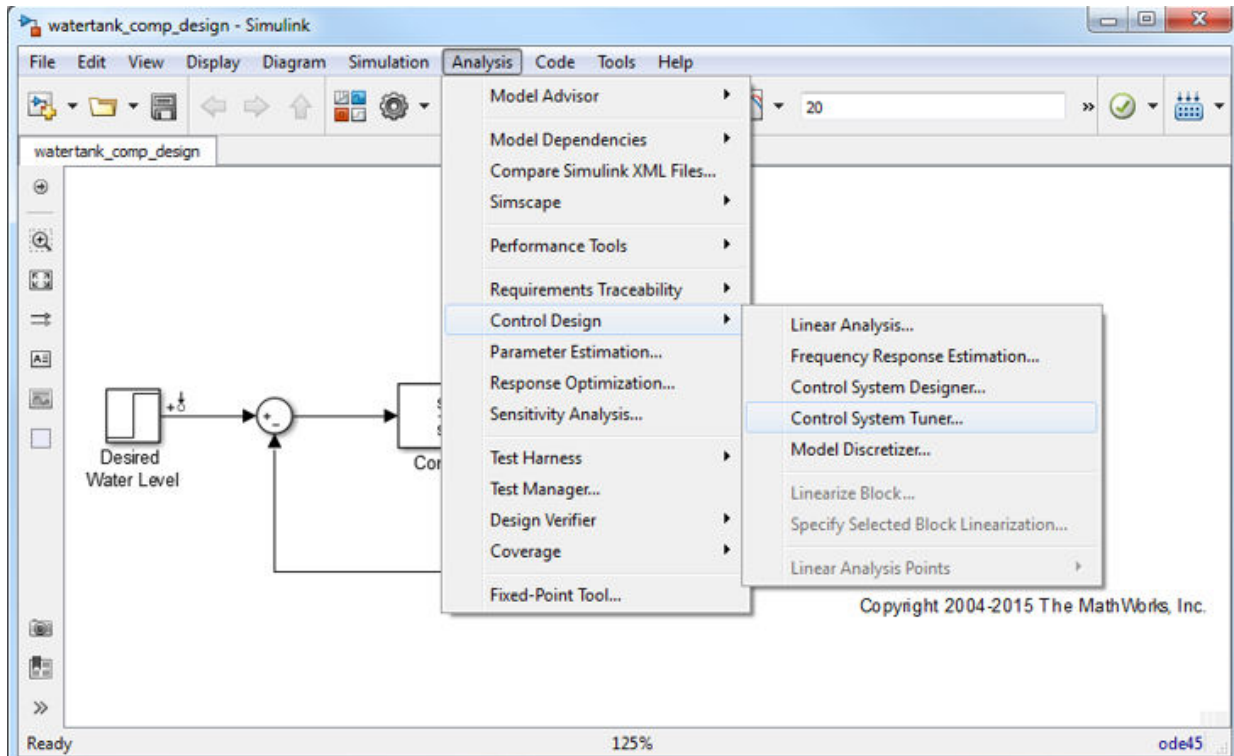 watertank_comp_design - Simulink
File Edit View Display Diagram Simulation Analysis Code Tools Help
20
watertank_comp_design
Model Advisor
Model Dependencies
Compare Simulink XML Files...
Simscape
Performance Tools
Requirements Traceability
Control Design
Parameter Estimation...
Response Optimization...
Sensitivity Analysis...
Test Harness
Test Manager...
Design Verifier
Coverage
Fixed-Point Tool...
Linear Analysis...
Frequency Response Estimation...
Control System Designer...
Control System Tuner...
Model Discretizer...
Linearize Block...
Specify Selected Block Linearization...
Linear Analysis Points
Desired
Water Level
Con
Copyright 2004-2015 The MathWorks, Inc.
Ready 125% ode45